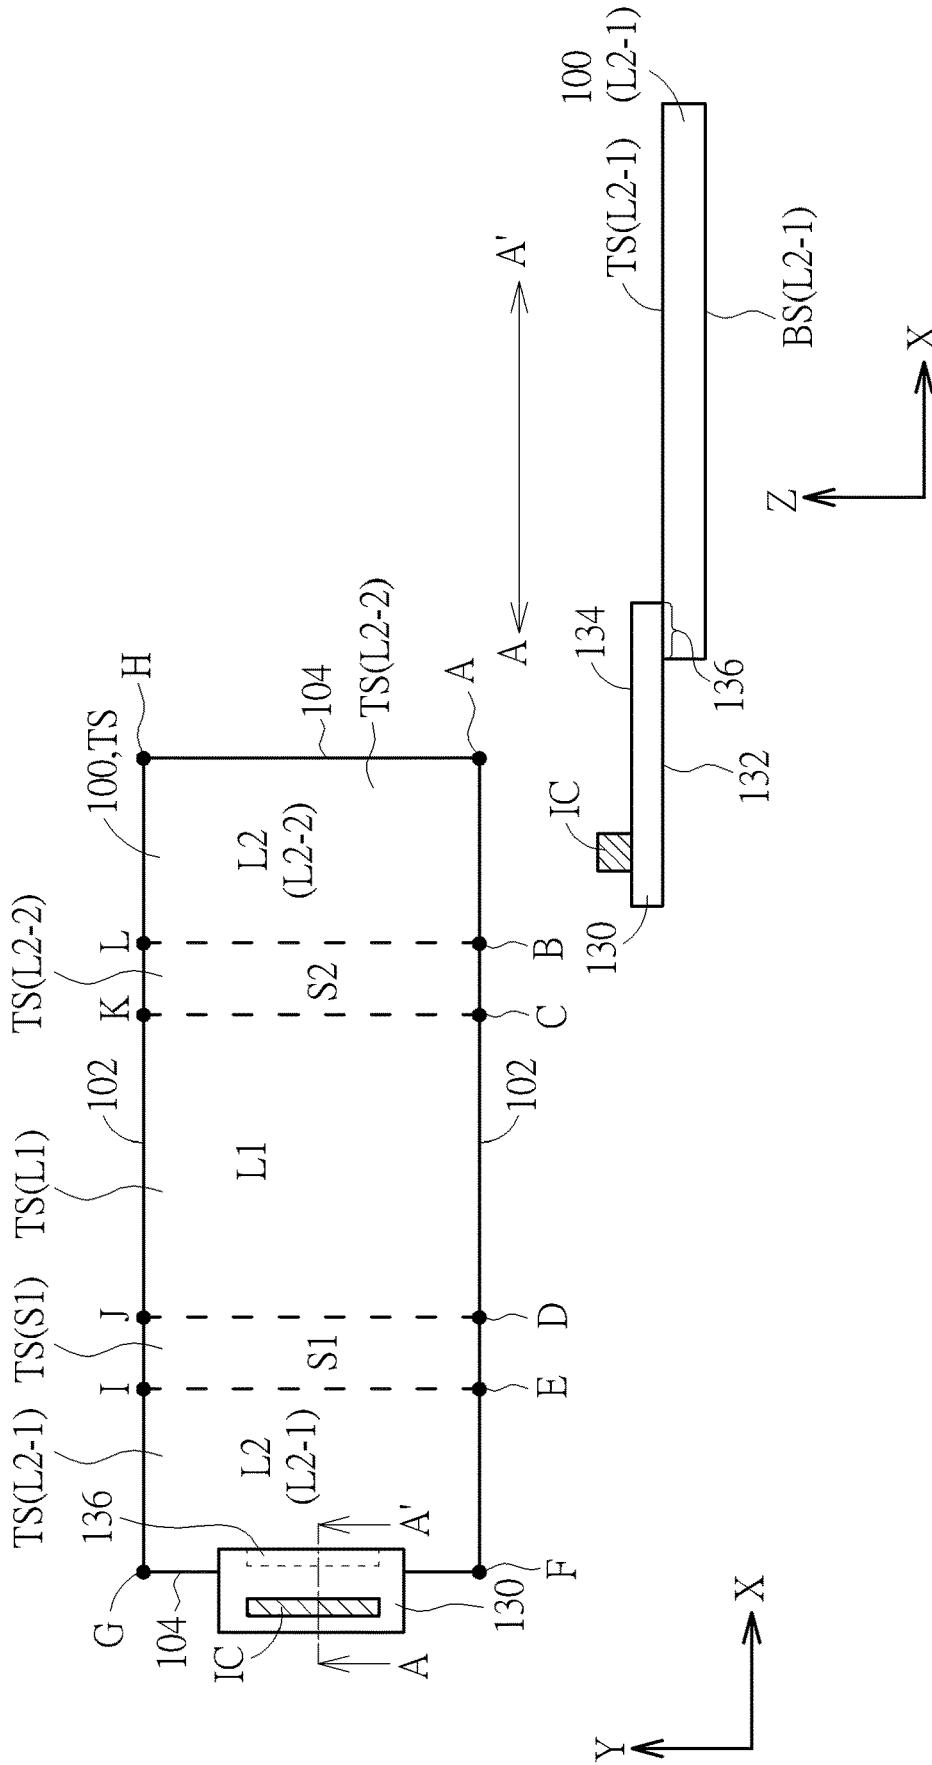 TS(L2-1)
TS(S1)
TS(L1)
TS(L2-2)
100,TS
136
I
J
102
K
L
H
G
104
L2
(L2-1)
S1
L1
S2
L2
(L2-2)
104
TS(L2-2)
IC
130
A
A'
F
E
D
102
C
B
A
Y
X
A
A'
IC
134
TS(L2-1)
100
(L2-1)
130
132
136
BS(L2-1)
Z
X